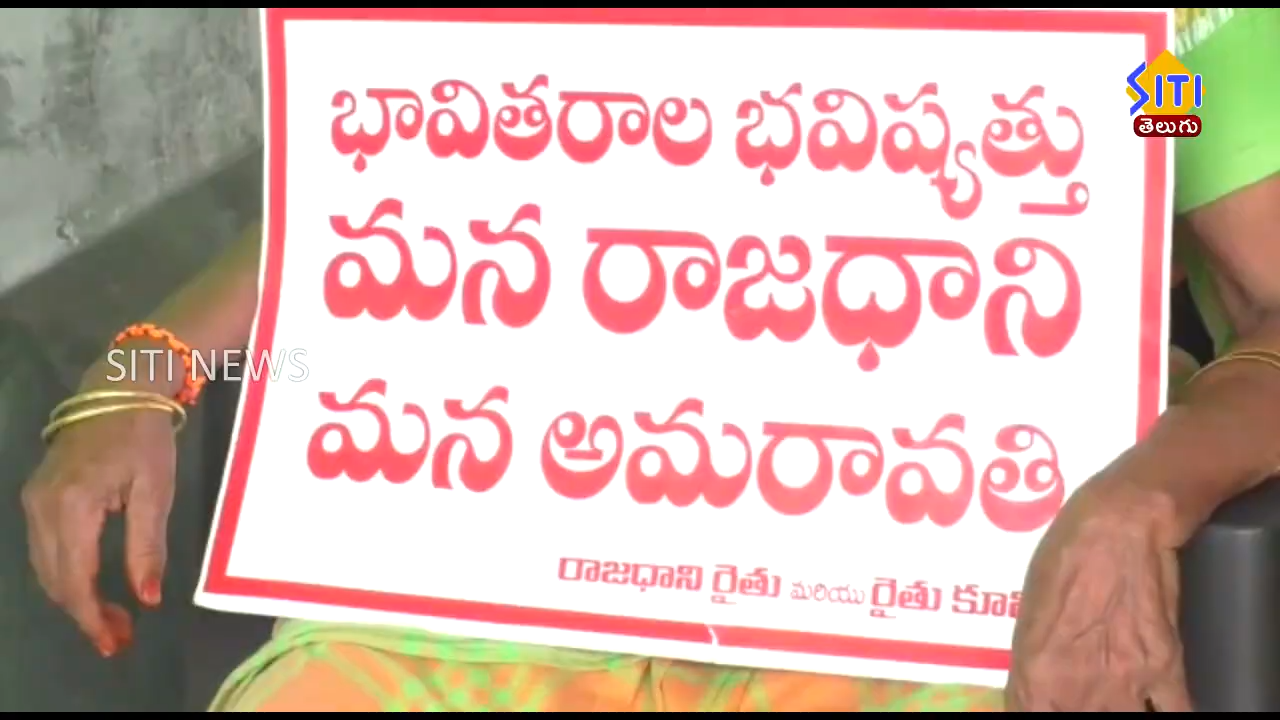 భావితరాల భవిష్యత్తు
మన రాజధాని
మన అమరావతి
రాజధాని రైతు మరియు రైతు
SITI
తెలుగు
SITI NEWS